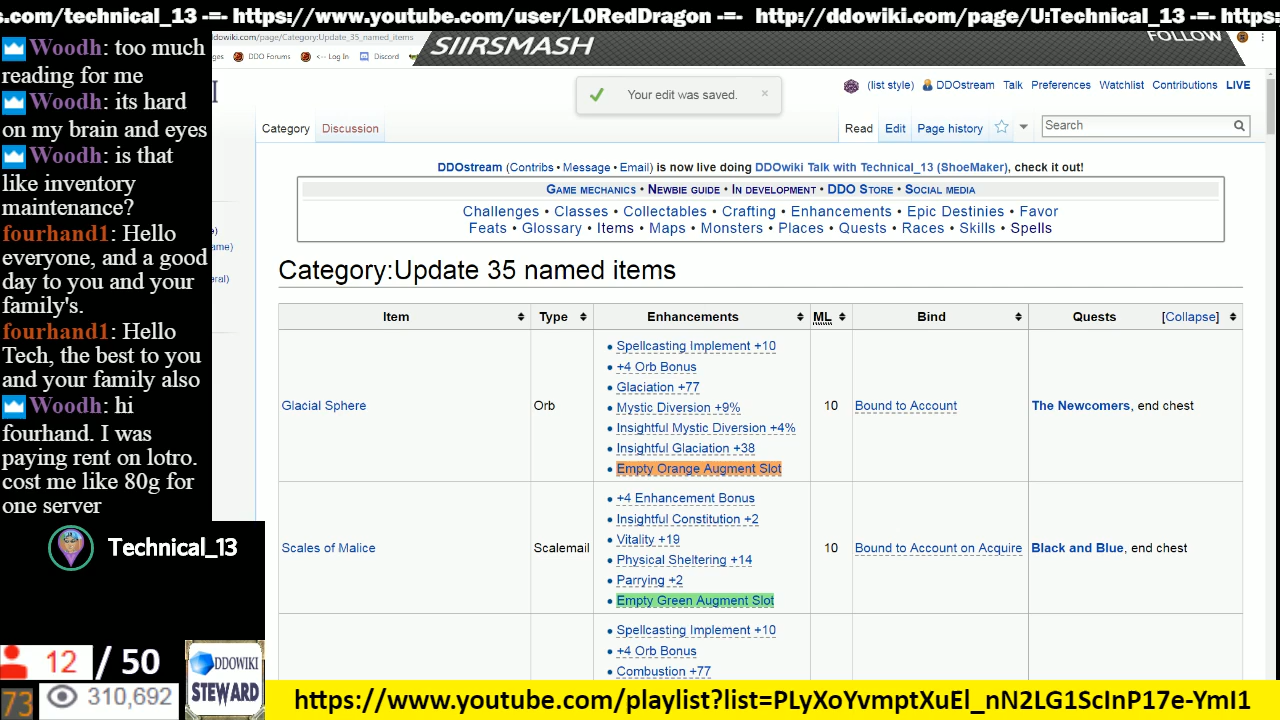 s.com/technical_13 -=- https://www.youtube.com/user/L0RedDragon -=- http://ddowiki.com/page/U:Technical_13 -=- https:
Woodh: too much
reading for me
Woodh: its hard
on my brain and eyes
Woodh: is that
like inventory
maintenance?
fourhand1: Hello
everyone, and a good
day to you and your
family's.
fourhand1: Hello
Tech, the best to you
and your family also
Woodh: hi
fourhand. I was
paying rent on lotro.
cost me like 80g for
one server
Technical_13
12 / 50
73 310,692
DDOWIKI
STEWARD
ddowiki.com/page/Category:Update_35_named_items
DDO Forums <-- Log In Discord
SIIRSMASH
FOLLOW
Your edit was saved. ×
(list style) DDOstream Talk Preferences Watchlist Contributions LIVE
Category Discussion Read Edit Page history Search
DDOstream (Contribs • Message • Email) is now live doing DDOwiki Talk with Technical_13 (ShoeMaker), check it out!
Game mechanics • Newbie guide • In development • DDO Store • Social media
Challenges • Classes • Collectables • Crafting • Enhancements • Epic Destinies • Favor
Feats • Glossary • Items • Maps • Monsters • Places • Quests • Races • Skills • Spells
Category:Update 35 named items
Item Type Enhancements ML Bind Quests [Collapse]
Glacial Sphere
Orb
Spellcasting Implement +10
+4 Orb Bonus
Glaciation +77
Mystic Diversion +9%
Insightful Mystic Diversion +4%
Insightful Glaciation +38
Empty Orange Augment Slot
10
Bound to Account
The Newcomers, end chest
Scales of Malice
Scalemail
+4 Enhancement Bonus
Insightful Constitution +2
Vitality +19
Physical Sheltering +14
Parrying +2
Empty Green Augment Slot
10
Bound to Account on Acquire
Black and Blue, end chest
Spellcasting Implement +10
+4 Orb Bonus
Combustion +77
https://www.youtube.com/playlist?list=PLyXoYvmptXuEl_nN2LG1ScInP17e-YmI1